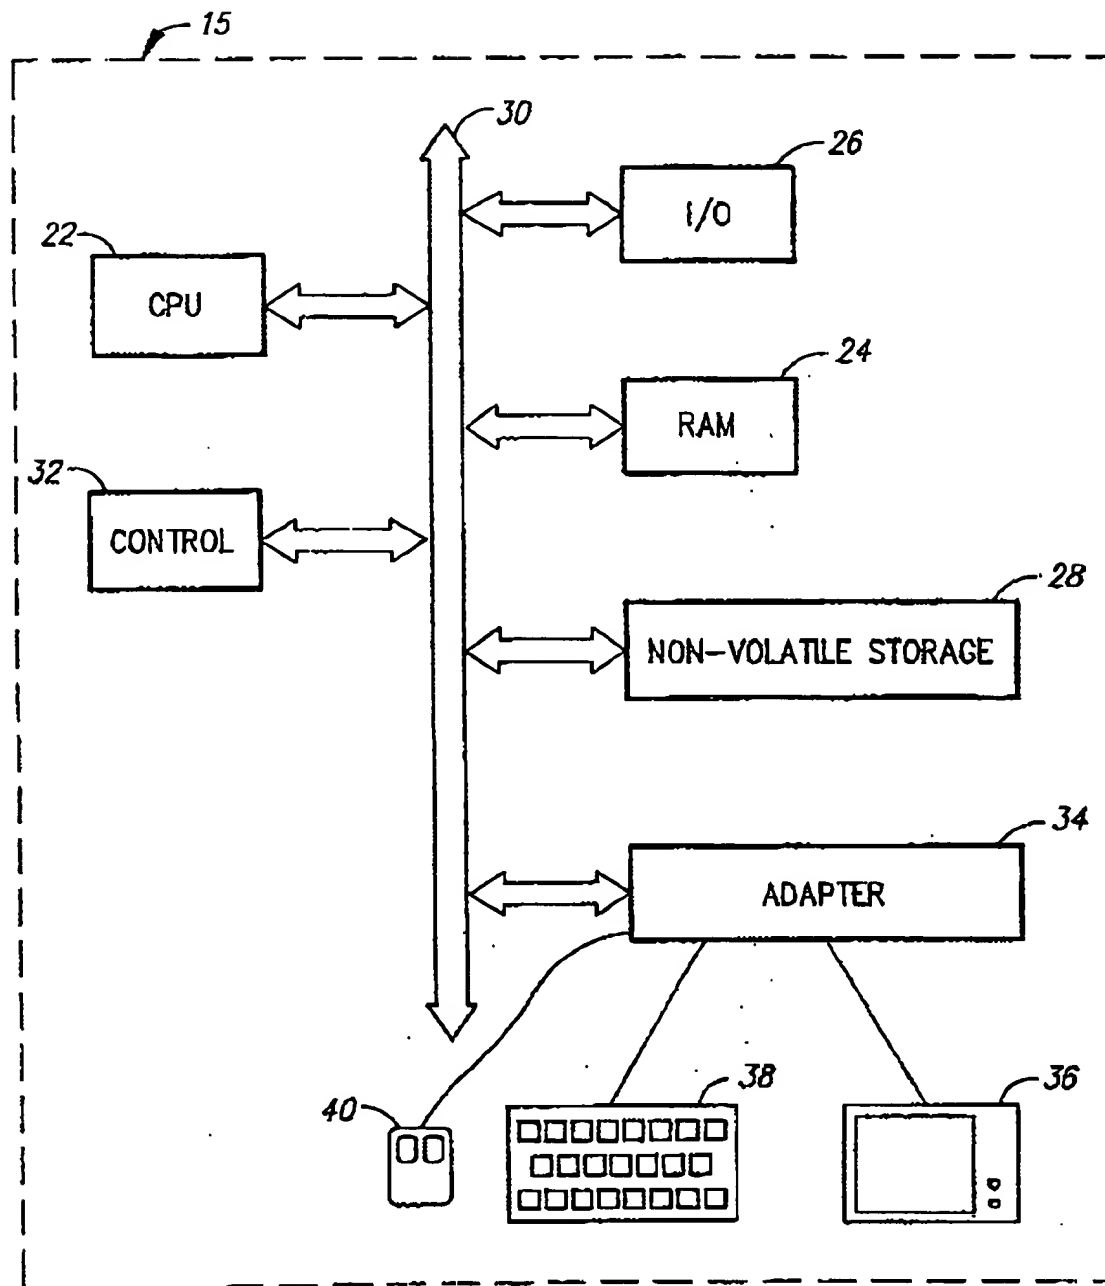 15
30
26
I/O
22
CPU
24
RAM
32
CONTROL
28
NON-VOLATILE STORAGE
34
ADAPTER
40
38
36